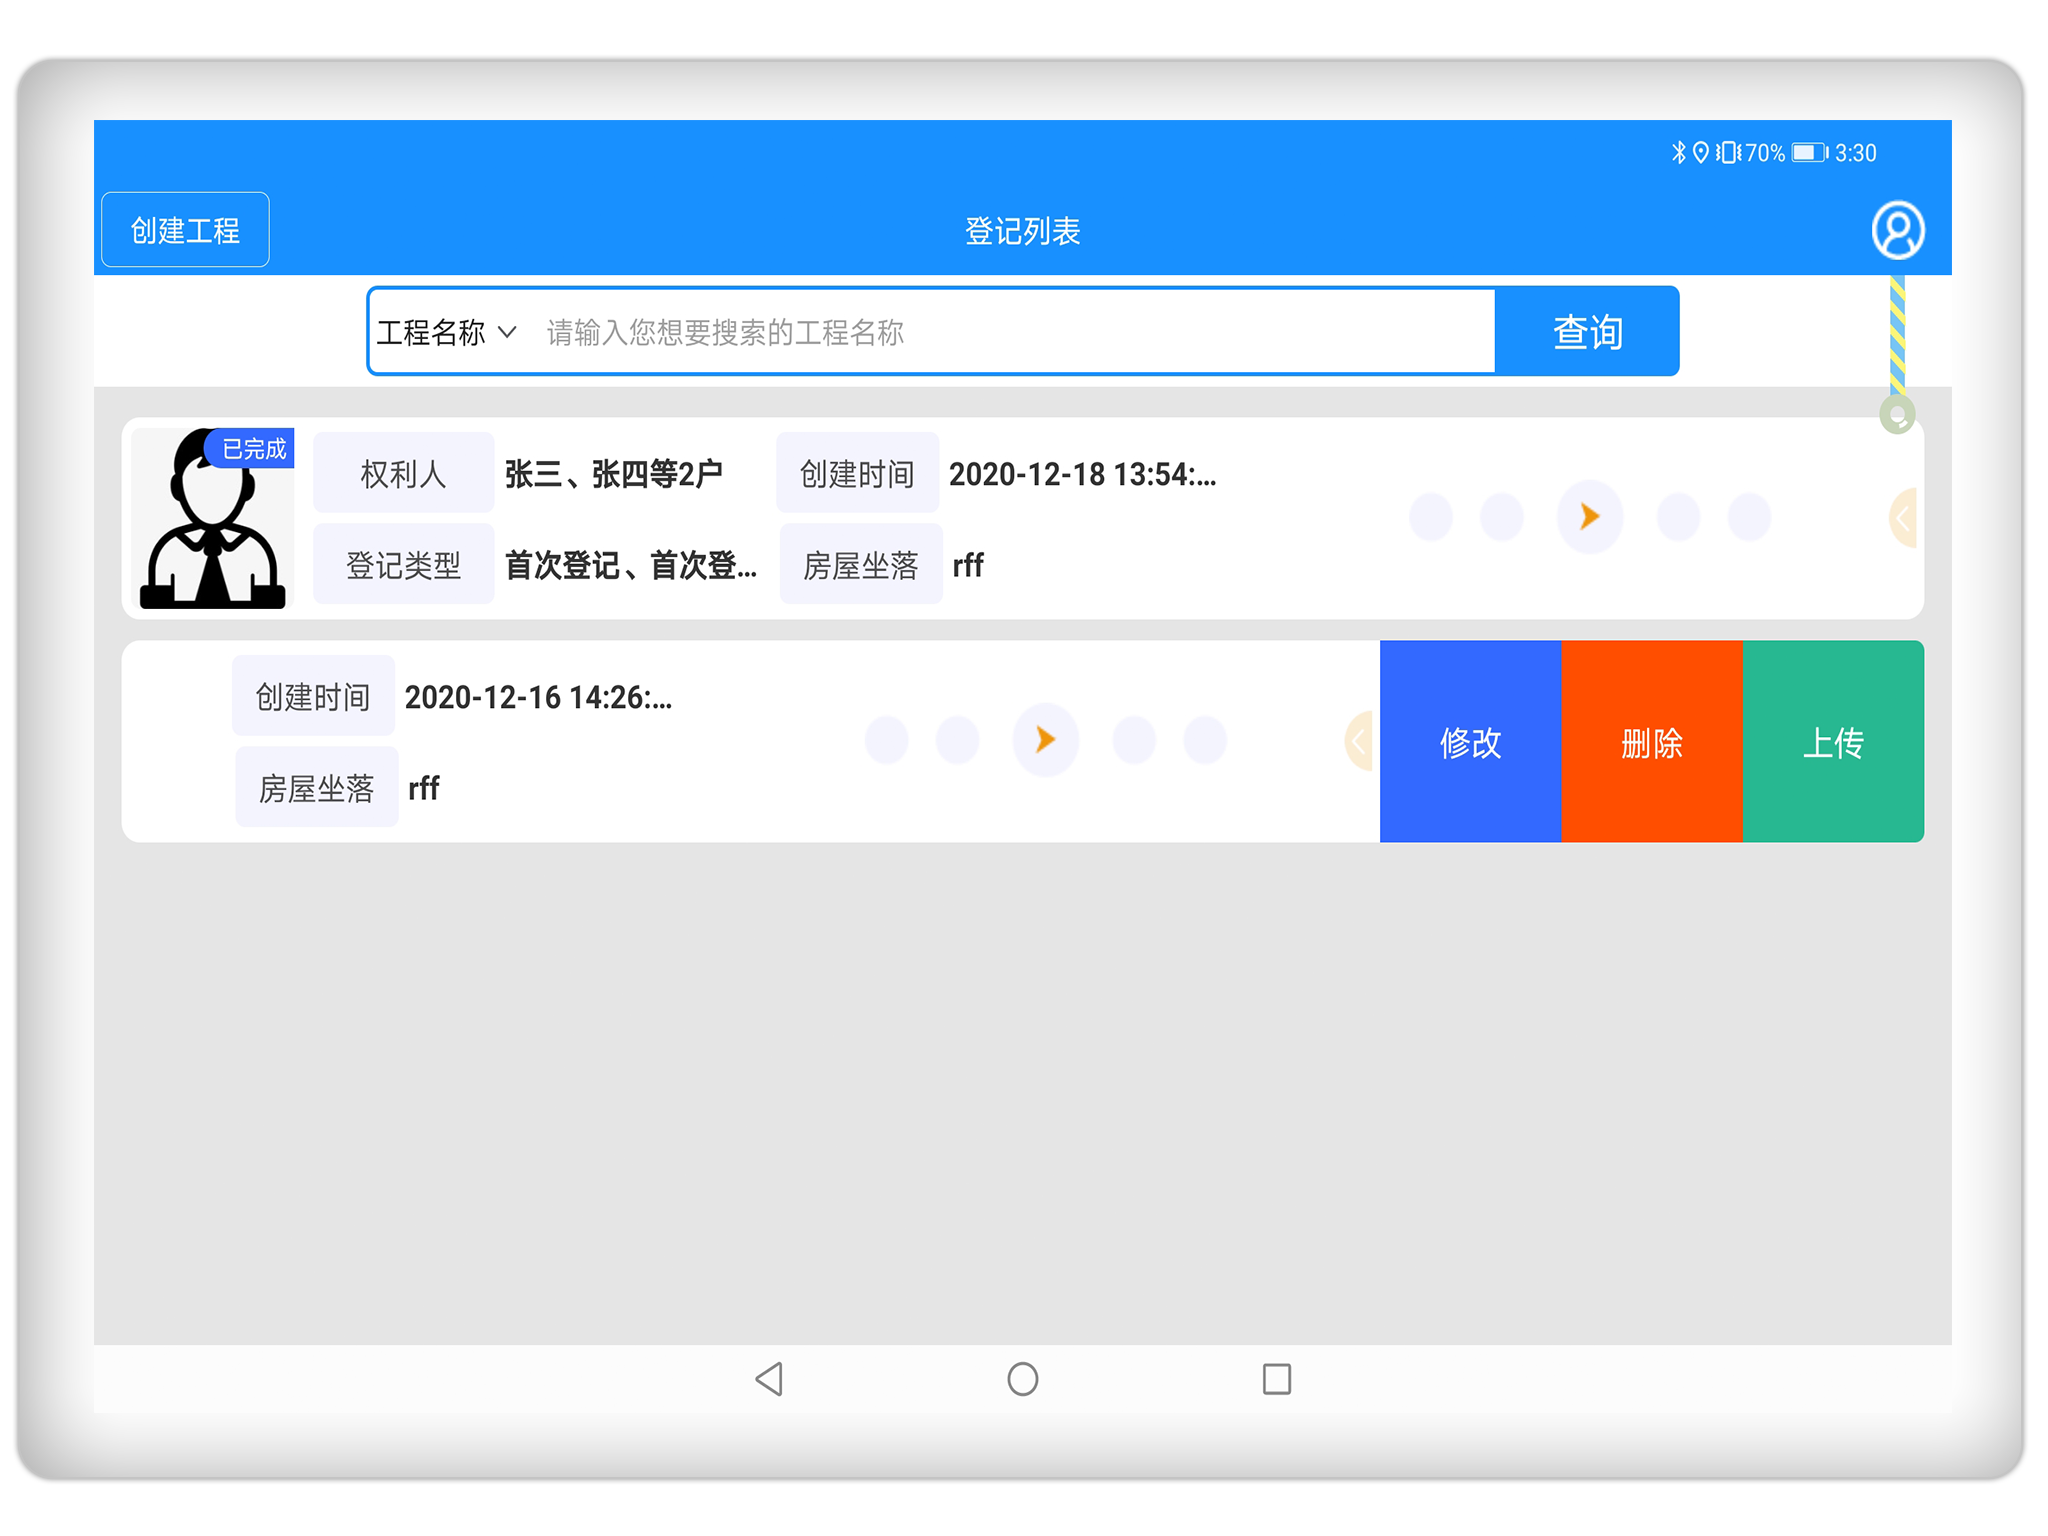 70% 3:30
创建工程 登记列表
工程名称 请输入您想要搜索的工程名称 查询
已完成
权利人 张三、张四等2户 创建时间 2020-12-18 13:54:...
登记类型 首次登记、首次登... 房屋坐落 rff
创建时间 2020-12-16 14:26:...
修改 删除 上传
房屋坐落 rff